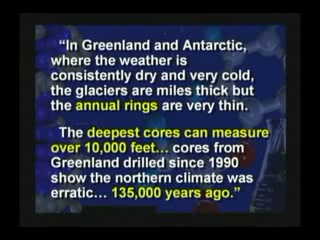 “In Greenland and Antarctic,
where the weather is
consistently dry and very cold,
the glaciers are miles thick but
the annual rings are very thin.
The deepest cores can measure
over 10,000 feet… cores from
Greenland drilled since 1990
show the northern climate was
erratic… 135,000 years ago.”